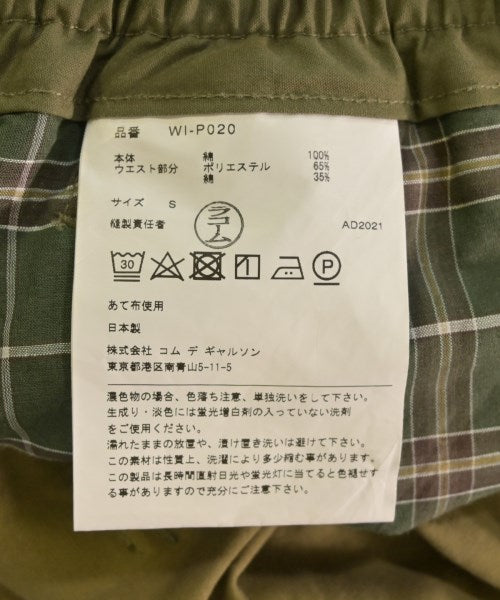 品番 WI-P020
本体 綿 100%
ウエスト部分 ポリエステル 65%
綿 35%
サイズ S
縫製責任者 ラコーム AD2021
30 P
あて布使用
日本製
株式会社 コム デ ギャルソン
東京都港区南青山5-11-5
濃色物の場合、色落ち注意、単独洗いをして下さい。
生成り・淡色には蛍光増白剤の入っていない洗剤
をご使用ください。
濡れたままの放置や、漬け置き洗いは避けて下さい。
この素材は性質上、洗濯により多少縮む事があります。
この製品は長時間直射日光や蛍光灯に当てると色褪せす
る事がありますので充分にご注意下さい。